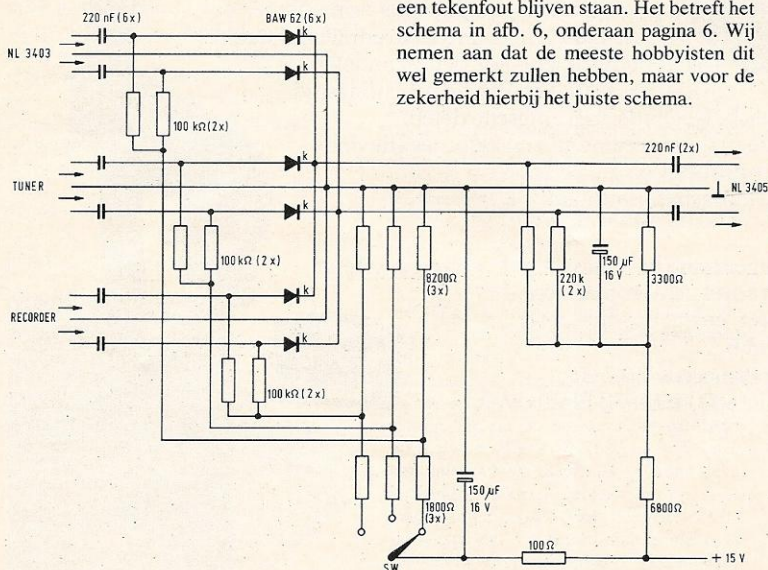 een tekenfout blijven staan. Het betreft het
schema in afb. 6, onderaan pagina 6. Wij
nemen aan dat de meeste hobbyisten dit
wel gemerkt zullen hebben, maar voor de
zekerheid hierbij het juiste schema.
220 nF (6x)
BAW 62 (6x)
k
NL 3403
k
100 kΩ (2x)
220 nF (2x)
k
TUNER
NL 3405
k
100 kΩ (2x)
8200Ω
(3x)
220k
(2x)
150 µF
16 V
3300Ω
k
RECORDER
k
100 kΩ (2x)
1800Ω
(3x)
150 µF
16 V
6800Ω
100Ω
SW
+ 15 V